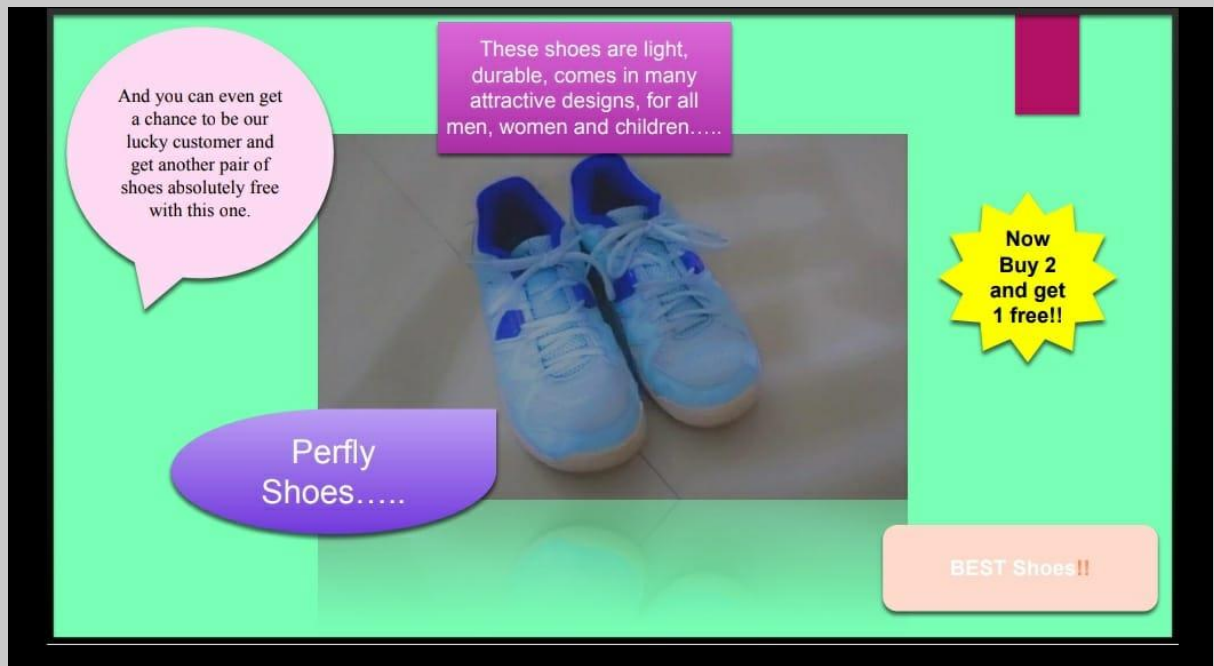 And you can even get
a chance to be our
lucky customer and
get another pair of
shoes absolutely free
with this one.
These shoes are light,
durable, comes in many
attractive designs, for all
men, women and children…..
Now
Buy 2
and get
1 free!!
Perfly
Shoes…..
BEST Shoes!!